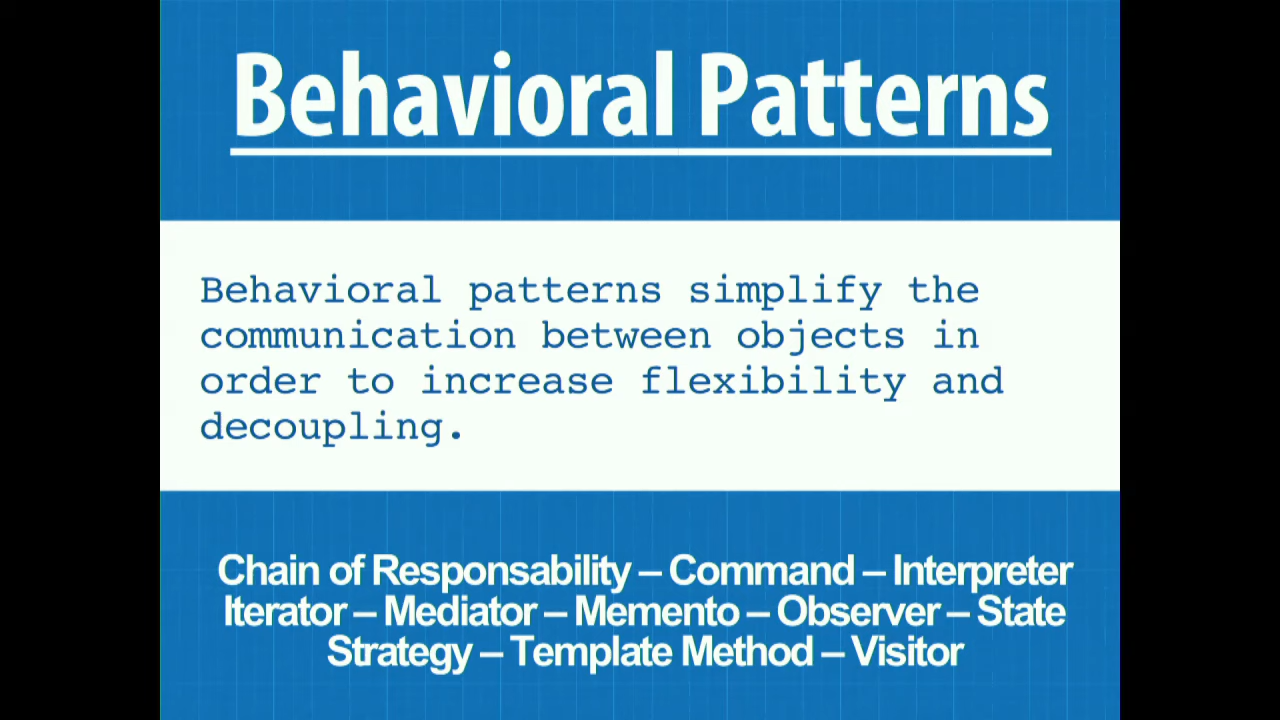 Behavioral Patterns
Behavioral patterns simplify the
communication between objects in
order to increase flexibility and
decoupling.
Chain of Responsability – Command – Interpreter
Iterator – Mediator – Memento – Observer – State
Strategy – Template Method – Visitor